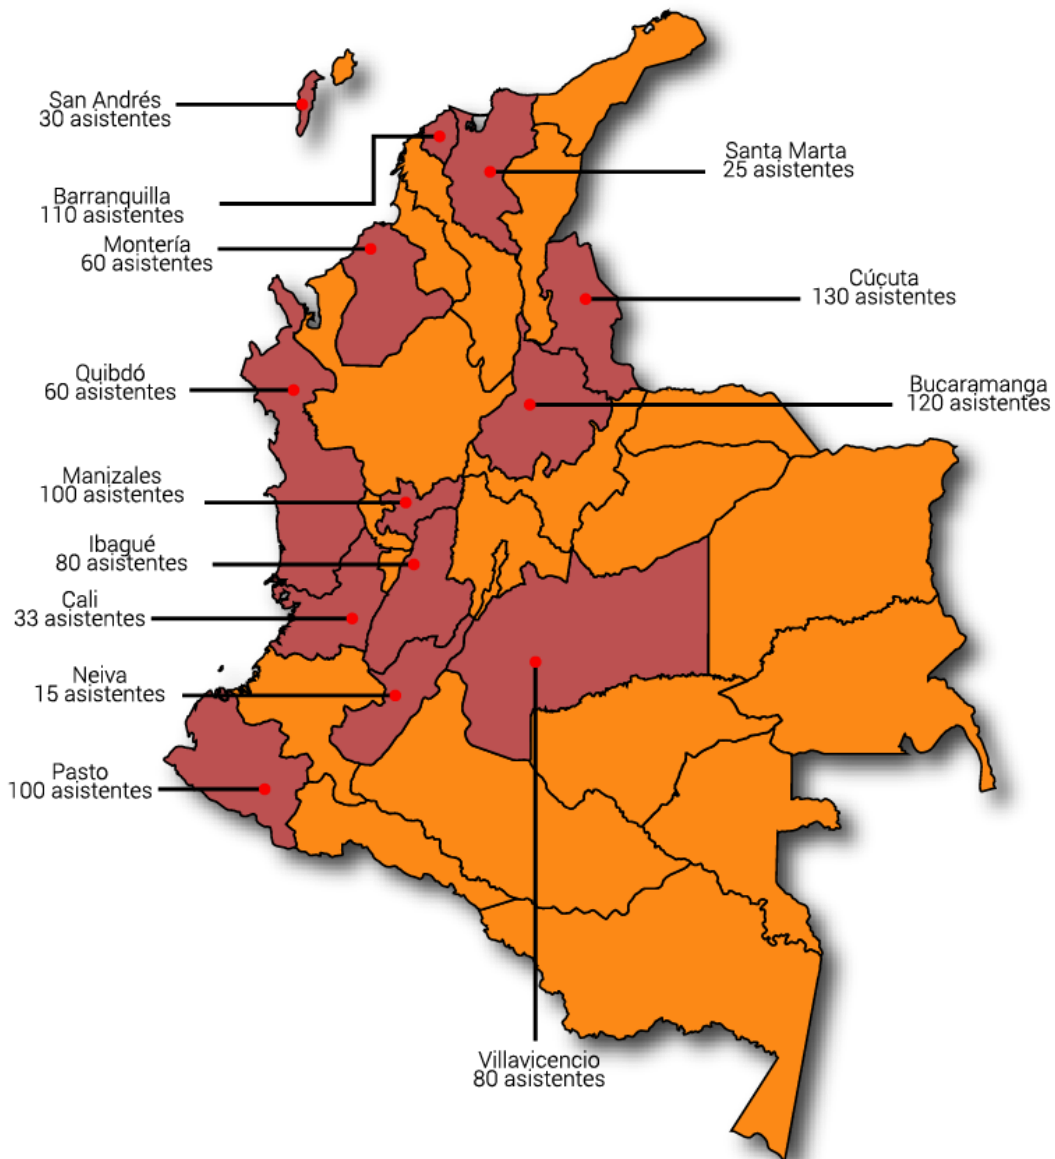 San Andrés
30 asistentes
Santa Marta
25 asistentes
Barranquilla
110 asistentes
Montería
60 asistentes
Cúcuta
130 asistentes
Quibdó
60 asistentes
Bucaramanga
120 asistentes
Manizales
100 asistentes
Ibagué
80 asistentes
Cali
33 asistentes
Neiva
15 asistentes
Pasto
100 asistentes
Villavicencio
80 asistentes